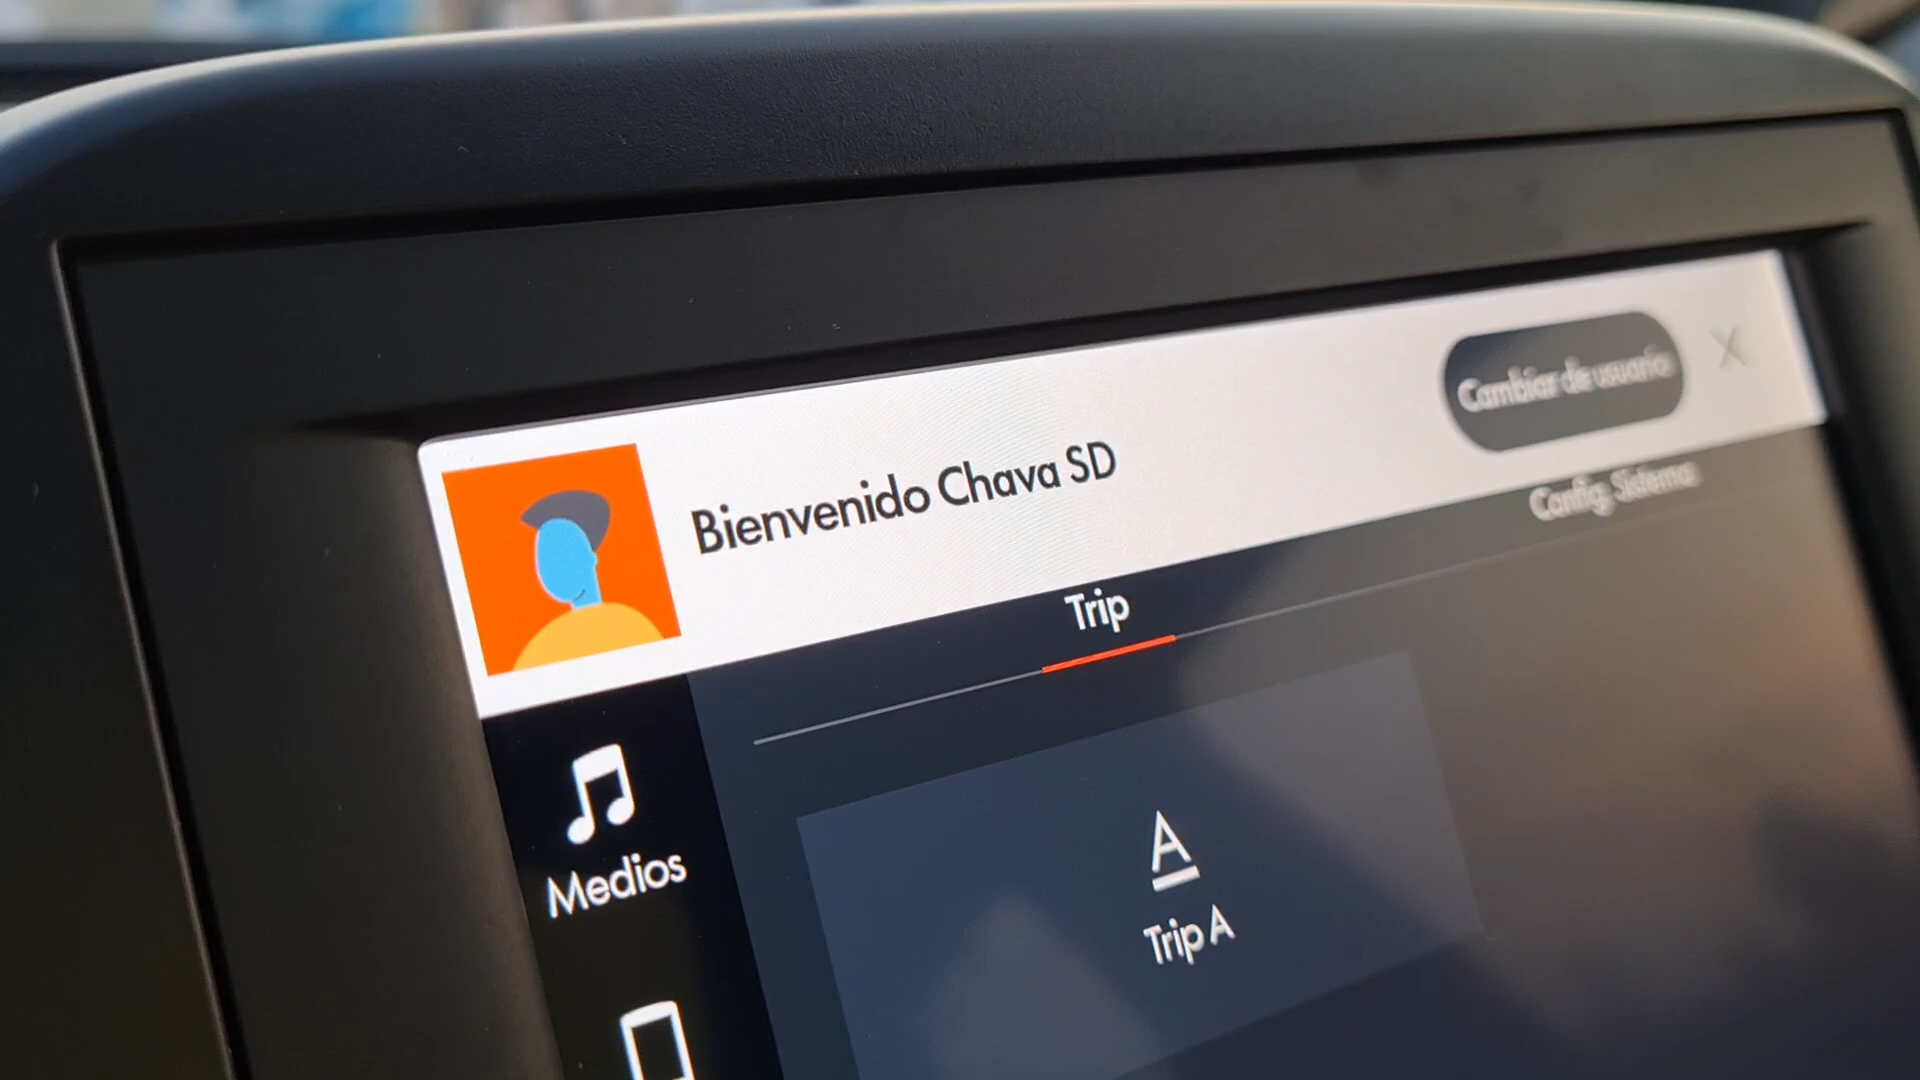 Bienvenido Chava SD
Cambiar de usuario
Config. Sistema
Trip
Medios
A
Trip A